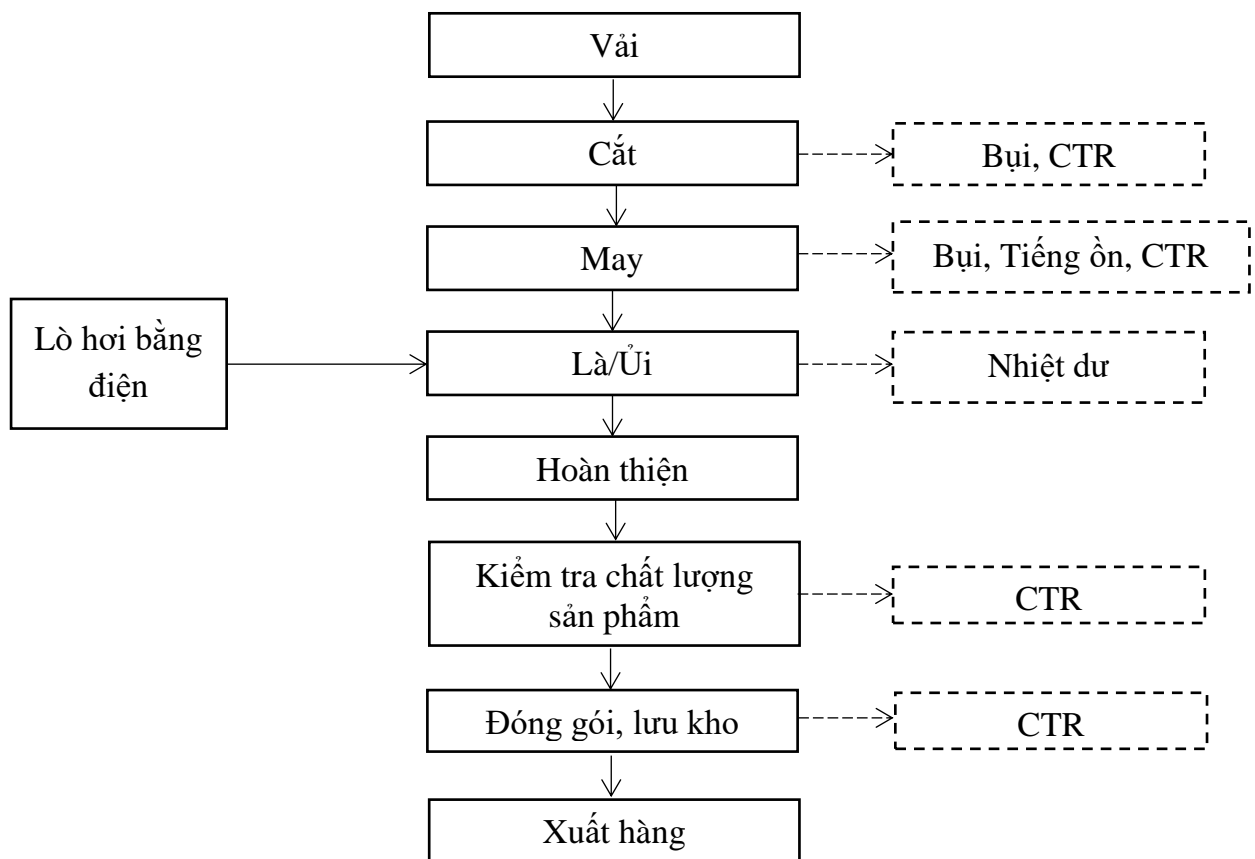 Vải
Cắt
Bụi, CTR
May
Bụi, Tiếng ồn, CTR
Lò hơi bằng
điện
Là/Ủi
Nhiệt dư
Hoàn thiện
Kiểm tra chất lượng
sản phẩm
CTR
Đóng gói, lưu kho
CTR
Xuất hàng